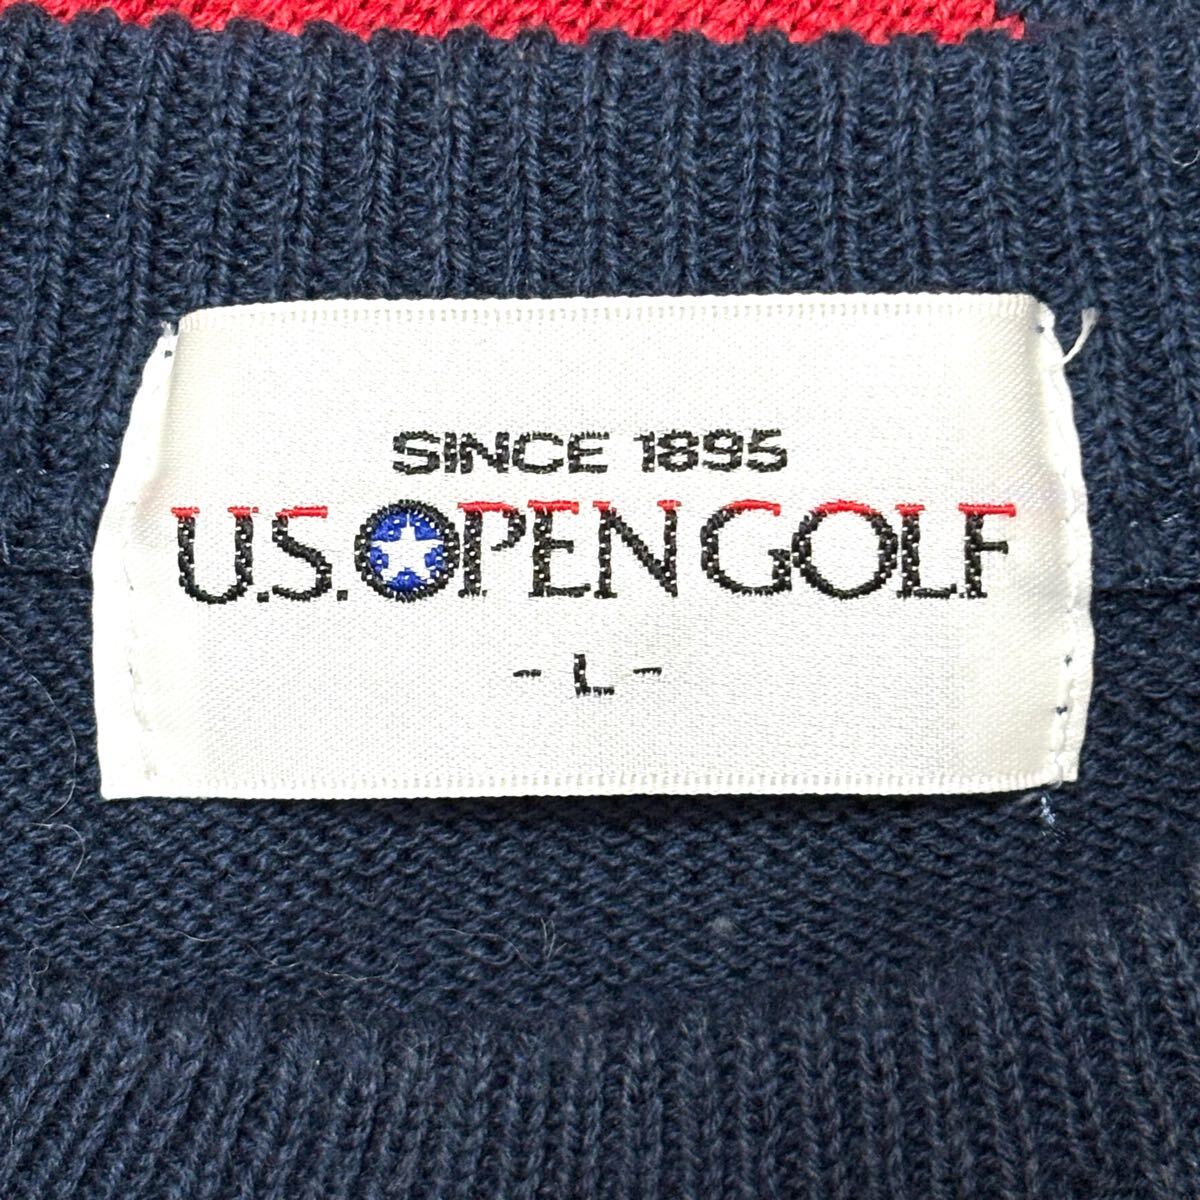 SINCE 1895
U.S. OPEN GOLF
- L -